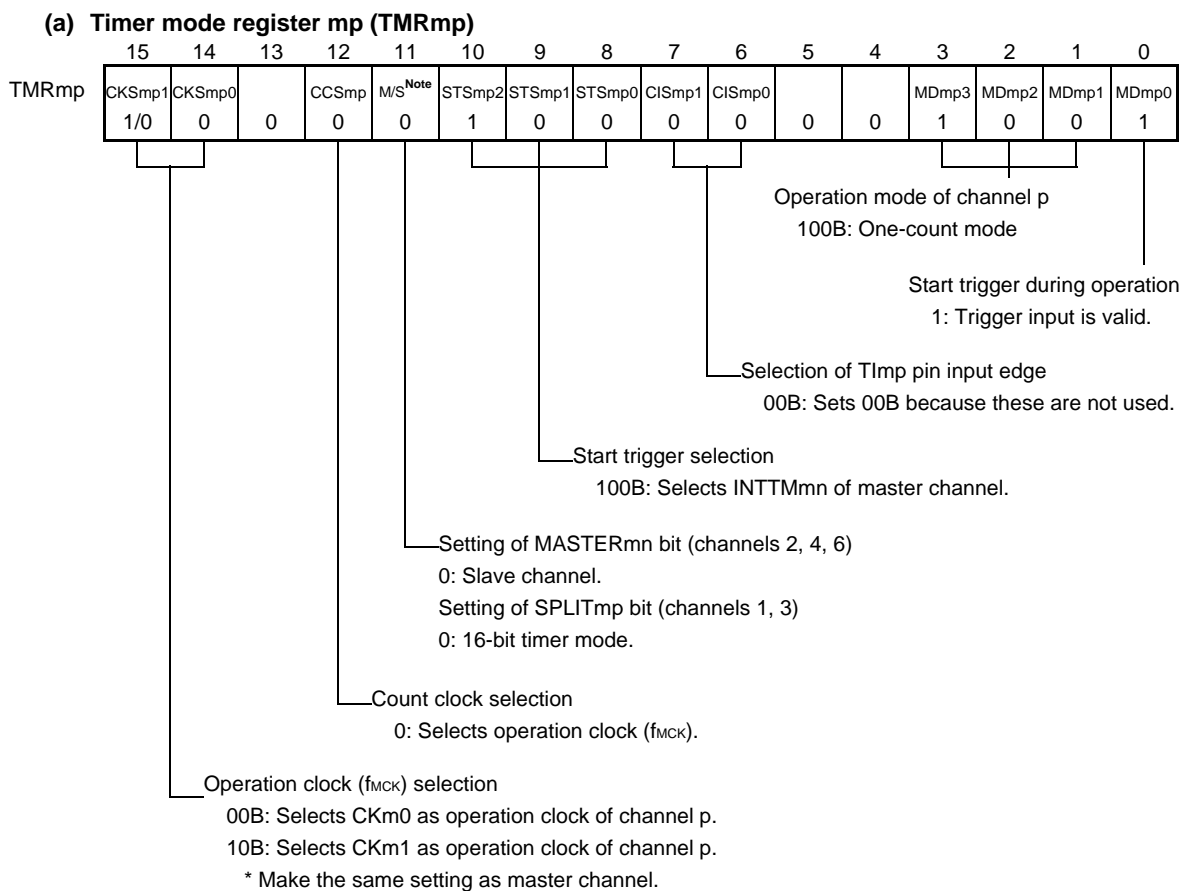 (a) Timer mode register mp (TMRmp)
15 14 13 12 11 10 9 8 7 6 5 4 3 2 1 0
TMRmp CKSmp1 CKSmp0 CCSmp M/S Note STSmp2 STSmp1 STSmp0 CISmp1 CISmp0 MDmp3 MDmp2 MDmp1 MDmp0
1/0 0 0 0 0 1 0 0 0 0 0 0 1 0 0 1
Operation mode of channel p
100B: One-count mode
Start trigger during operation
1: Trigger input is valid.
Selection of TImp pin input edge
00B: Sets 00B because these are not used.
Start trigger selection
100B: Selects INTTMmn of master channel.
Setting of MASTERmn bit (channels 2, 4, 6)
0: Slave channel.
Setting of SPLITmp bit (channels 1, 3)
0: 16-bit timer mode.
Count clock selection
0: Selects operation clock (fMCK).
Operation clock (fMCK) selection
00B: Selects CKm0 as operation clock of channel p.
10B: Selects CKm1 as operation clock of channel p.
* Make the same setting as master channel.